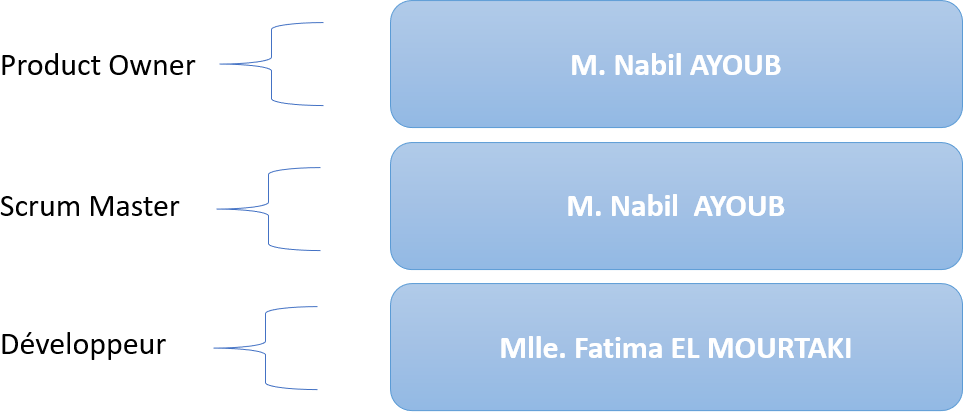 Product Owner
M. Nabil AYOUB
Scrum Master
M. Nabil  AYOUB
Développeur
Mlle. Fatima EL MOURTAKI